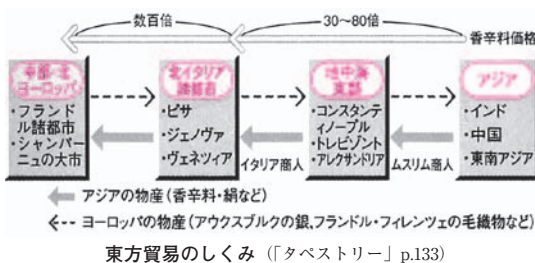 数百倍
30〜80倍
香辛料価格
中部・北
ヨーロッパ
・フランド
ル諸都市
・シャンパー
ニュの大市
北イタリア
諸都市
・ピサ
・ジェノヴァ
・ヴェネツィア
イタリア商人
地中海
東部
・コンスタンテ
ィノープル
・トレビゾント
・アレクサンドリア
ムスリム商人
アジア
・インド
・中国
・東南アジア
アジアの物産(香辛料・絹など)
ヨーロッパの物産(アウクスブルクの銀,フランドル・フィレンツェの毛織物など)
東方貿易のしくみ(「タペストリー」p.133)